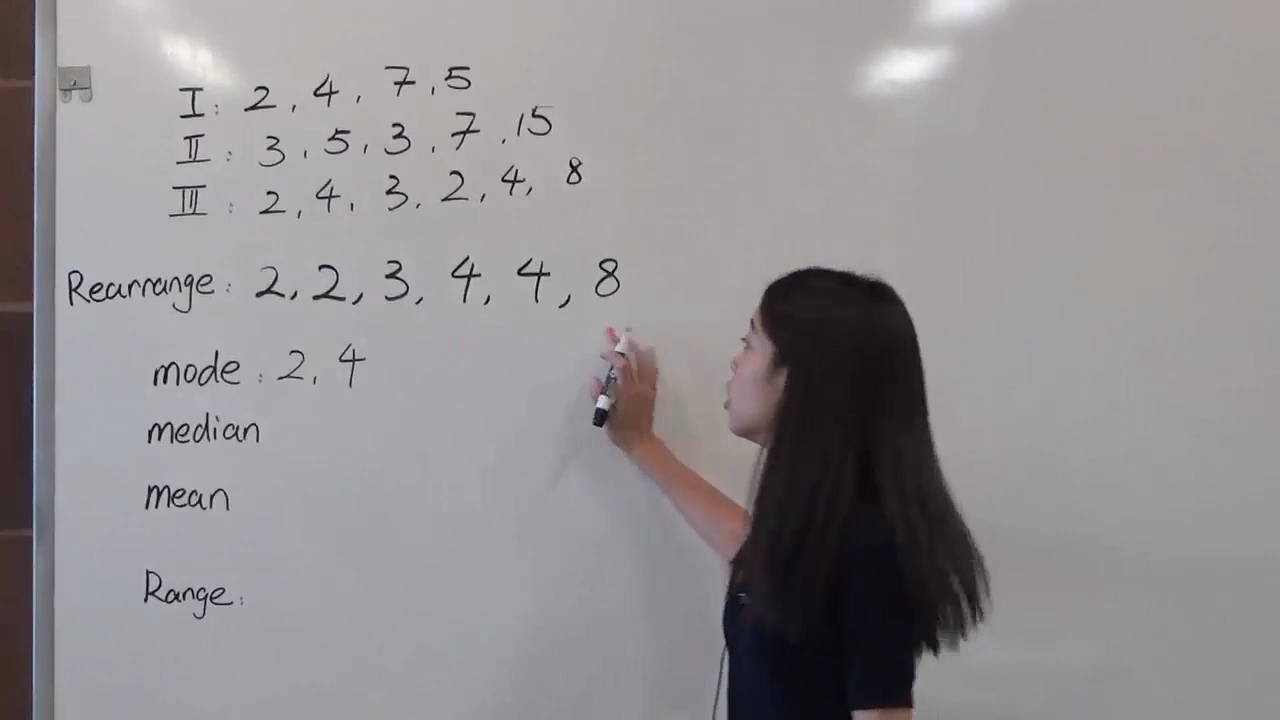 I: 2, 4, 7, 5
II: 3, 5, 3, 7, 15
III: 2, 4, 3, 2, 4, 8
Rearrange: 2, 2, 3, 4, 4, 8
mode: 2, 4
median
mean
Range: